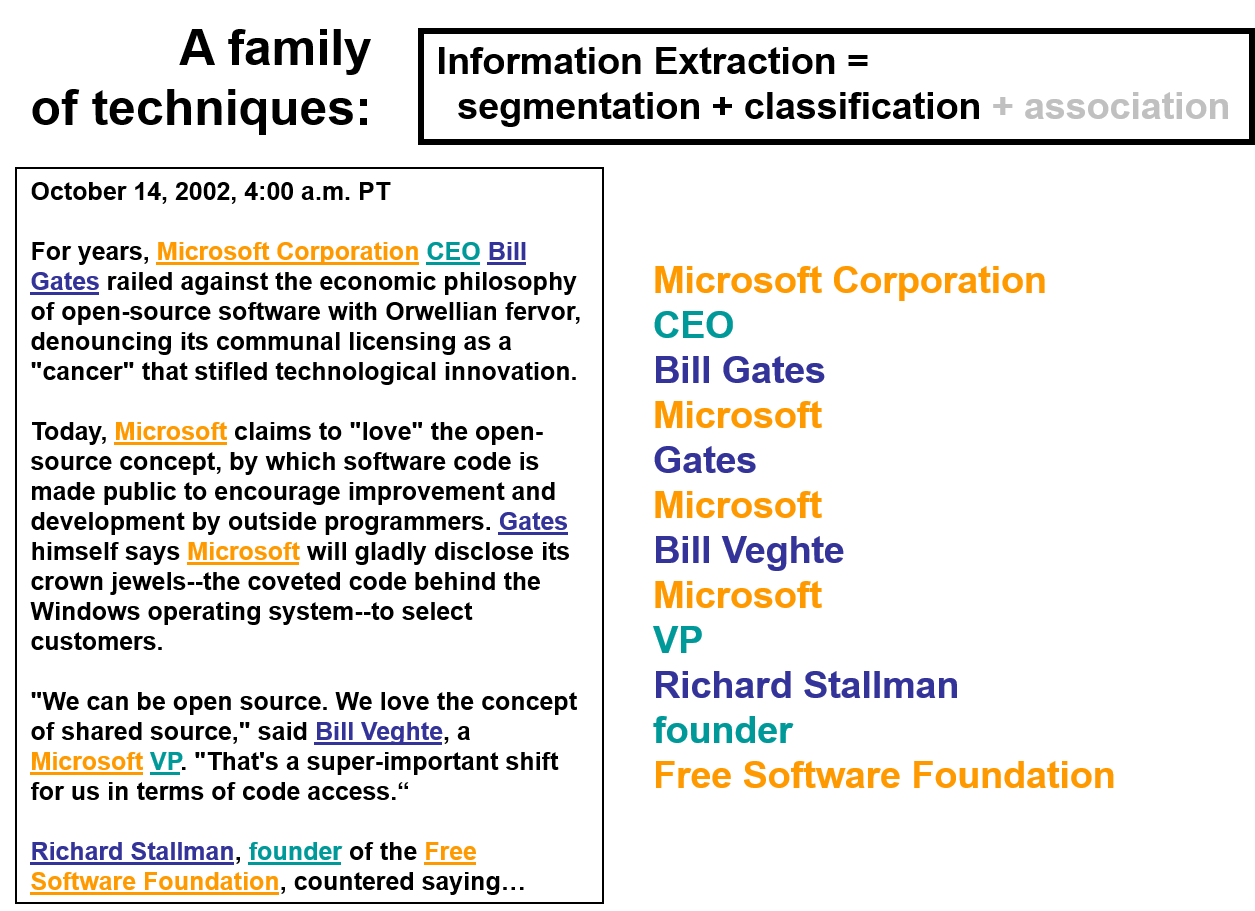 A family
of techniques:
Information Extraction =
segmentation + classification + association
October 14, 2002, 4:00 a.m. PT
For years, Microsoft Corporation CEO Bill
Gates railed against the economic philosophy
of open-source software with Orwellian fervor,
denouncing its communal licensing as a
"cancer" that stifled technological innovation.
Today, Microsoft claims to "love" the open-
source concept, by which software code is
made public to encourage improvement and
development by outside programmers. Gates
himself says Microsoft will gladly disclose its
crown jewels--the coveted code behind the
Windows operating system--to select
customers.
"We can be open source. We love the concept
of shared source," said Bill Veghte, a
Microsoft VP. "That's a super-important shift
for us in terms of code access.“
Richard Stallman, founder of the Free
Software Foundation, countered saying…
Microsoft Corporation
CEO
Bill Gates
Microsoft
Gates
Microsoft
Bill Veghte
Microsoft
VP
Richard Stallman
founder
Free Software Foundation